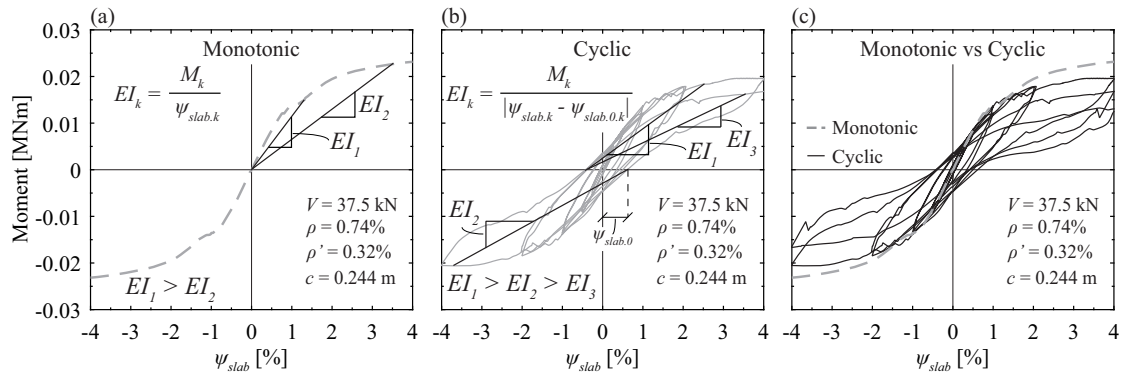 (a)
Monotonic
EI_k = M_k / ψ_slab.k
EI_2
EI_1
V = 37.5 kN
ρ = 0.74%
ρ' = 0.32%
c = 0.244 m
EI_1 > EI_2
Moment [MNm]
0.03
0.02
0.01
0
-0.01
-0.02
-0.03
-4 -3 -2 -1 0 1 2 3 4
ψ_slab [%]
(b)
Cyclic
EI_k = M_k / |ψ_slab.k - ψ_slab.0.k|
EI_3
EI_1
EI_2
ψ_slab.0
V = 37.5 kN
ρ = 0.74%
ρ' = 0.32%
c = 0.244 m
EI_1 > EI_2 > EI_3
-4 -3 -2 -1 0 1 2 3 4
ψ_slab [%]
(c)
Monotonic vs Cyclic
Monotonic
Cyclic
V = 37.5 kN
ρ = 0.74%
ρ' = 0.32%
c = 0.244 m
-4 -3 -2 -1 0 1 2 3 4
ψ_slab [%]